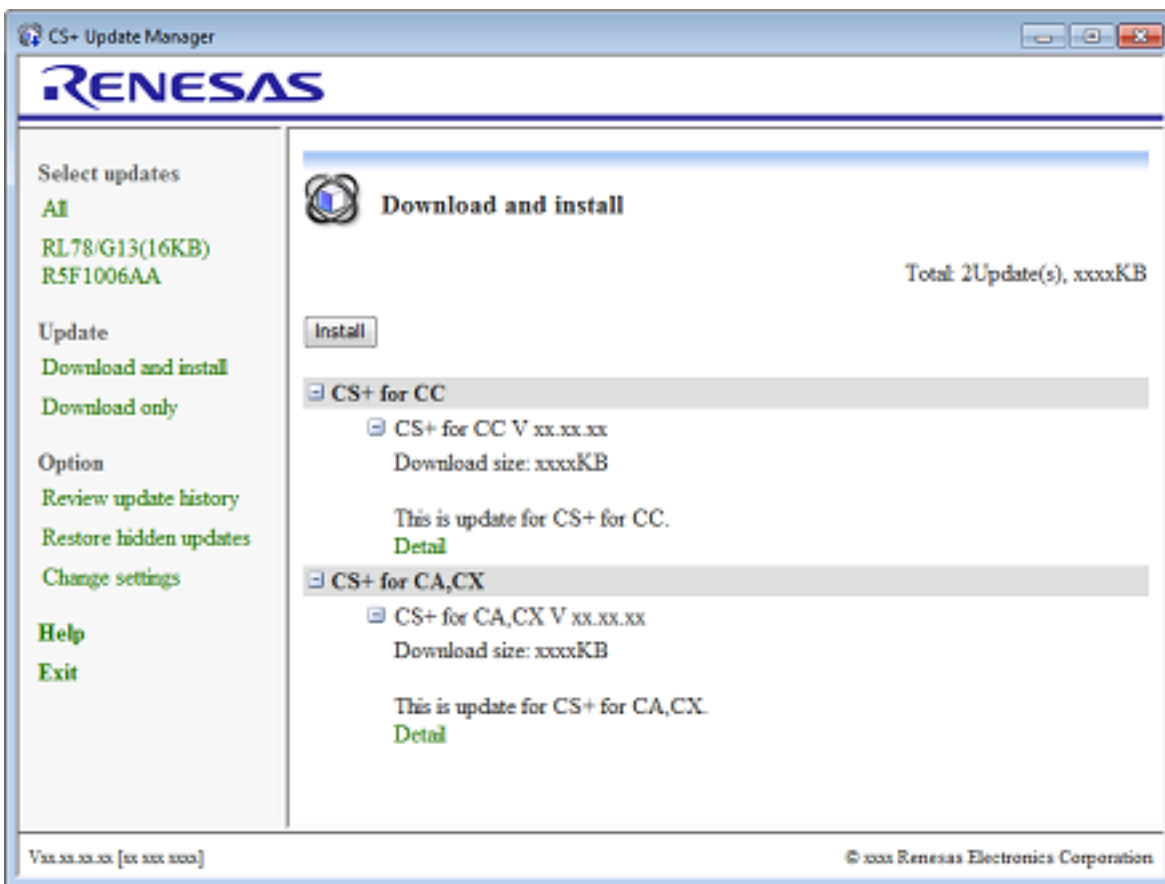 CS+ Update Manager
RENESAS
Select updates
All
RL78/G13(16KB)
R5F1006AA
Update
Download and install
Download only
Option
Review update history
Restore hidden updates
Change settings
Help
Exit
Download and install
Total: 2Update(s), xxxxKB
Install
CS+ for CC
CS+ for CC V xx.xx.xx
Download size: xxxxKB
This is update for CS+ for CC.
Detail
CS+ for CA,CX
CS+ for CA,CX V xx.xx.xx
Download size: xxxxKB
This is update for CS+ for CA,CX.
Detail
Vxx.xx.xx.xx [xx xxx xxxx]
© xxxx Renesas Electronics Corporation